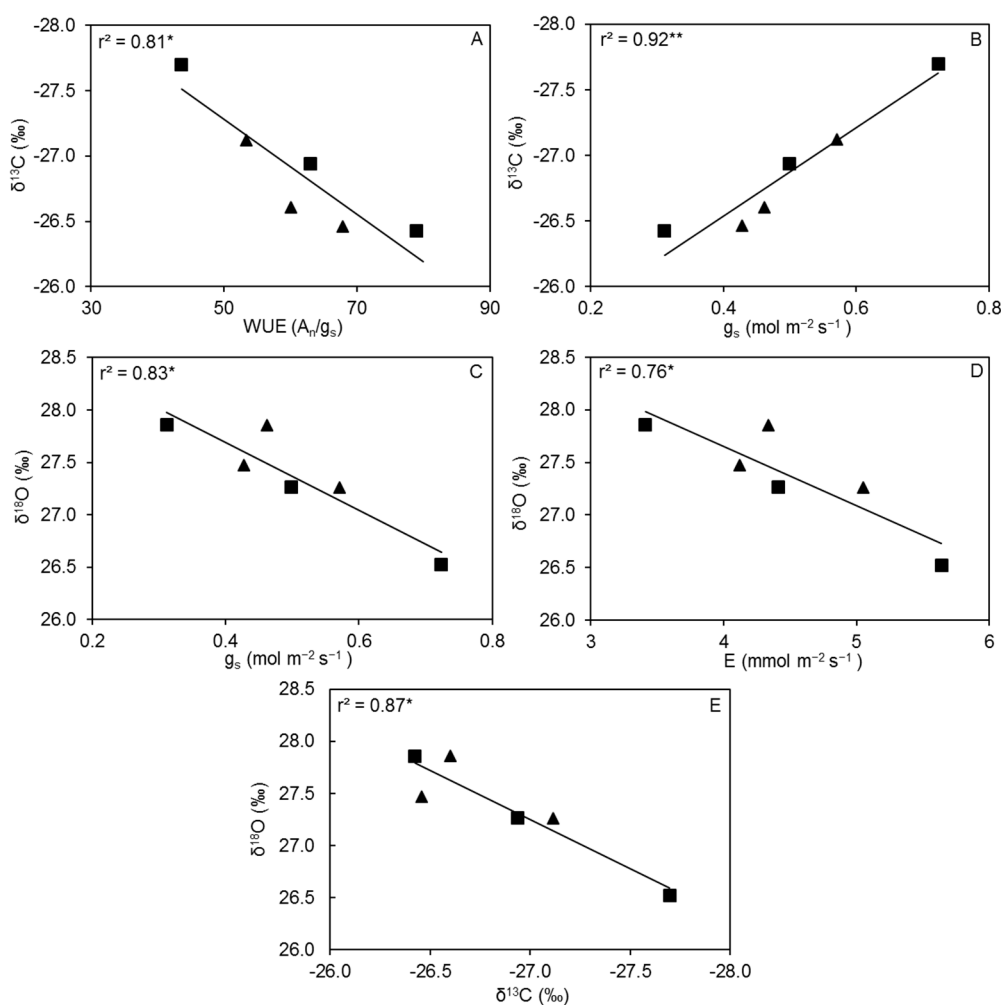 r² = 0.81*
A
-28.0
-27.5
-27.0
-26.5
-26.0
δ¹³C (‰)
30
50
70
90
WUE (Aₙ/gₛ)
r² = 0.92**
B
-28.0
-27.5
-27.0
-26.5
-26.0
δ¹³C (‰)
0.2
0.4
0.6
0.8
gₛ (mol m⁻² s⁻¹ )
r² = 0.83*
C
28.5
28.0
27.5
27.0
26.5
26.0
δ¹⁸O (‰)
0.2
0.4
0.6
0.8
gₛ (mol m⁻² s⁻¹ )
r² = 0.76*
D
28.5
28.0
27.5
27.0
26.5
26.0
δ¹⁸O (‰)
3
4
5
6
E (mmol m⁻² s⁻¹ )
r² = 0.87*
E
28.5
28.0
27.5
27.0
26.5
26.0
δ¹⁸O (‰)
-26.0
-26.5
-27.0
-27.5
-28.0
δ¹³C (‰)